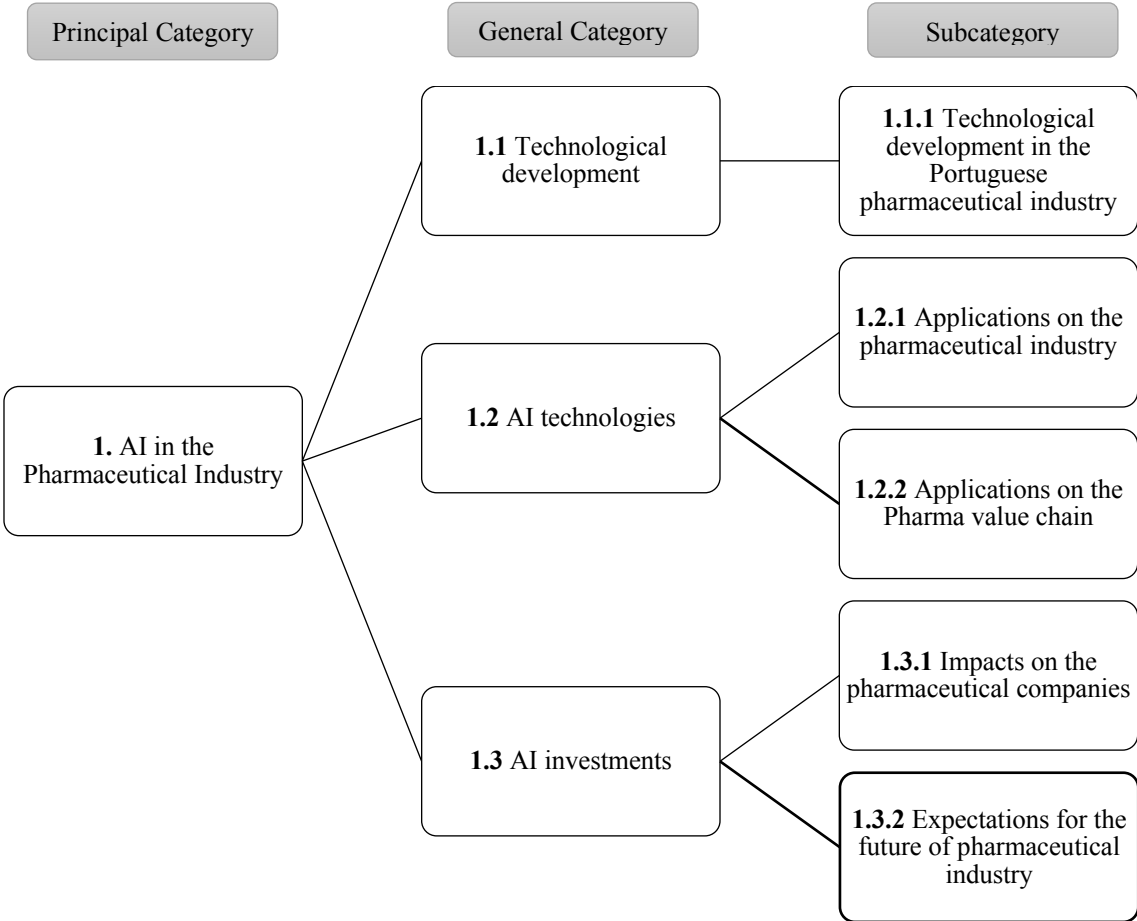 Principal Category
General Category
Subcategory
1.1 Technological
development
1.1.1 Technological
development in the
Portuguese
pharmaceutical industry
1.2.1 Applications on the
pharmaceutical industry
1. AI in the
Pharmaceutical Industry
1.2 AI technologies
1.2.2 Applications on the
Pharma value chain
1.3.1 Impacts on the
pharmaceutical companies
1.3 AI investments
1.3.2 Expectations for the
future of pharmaceutical
industry